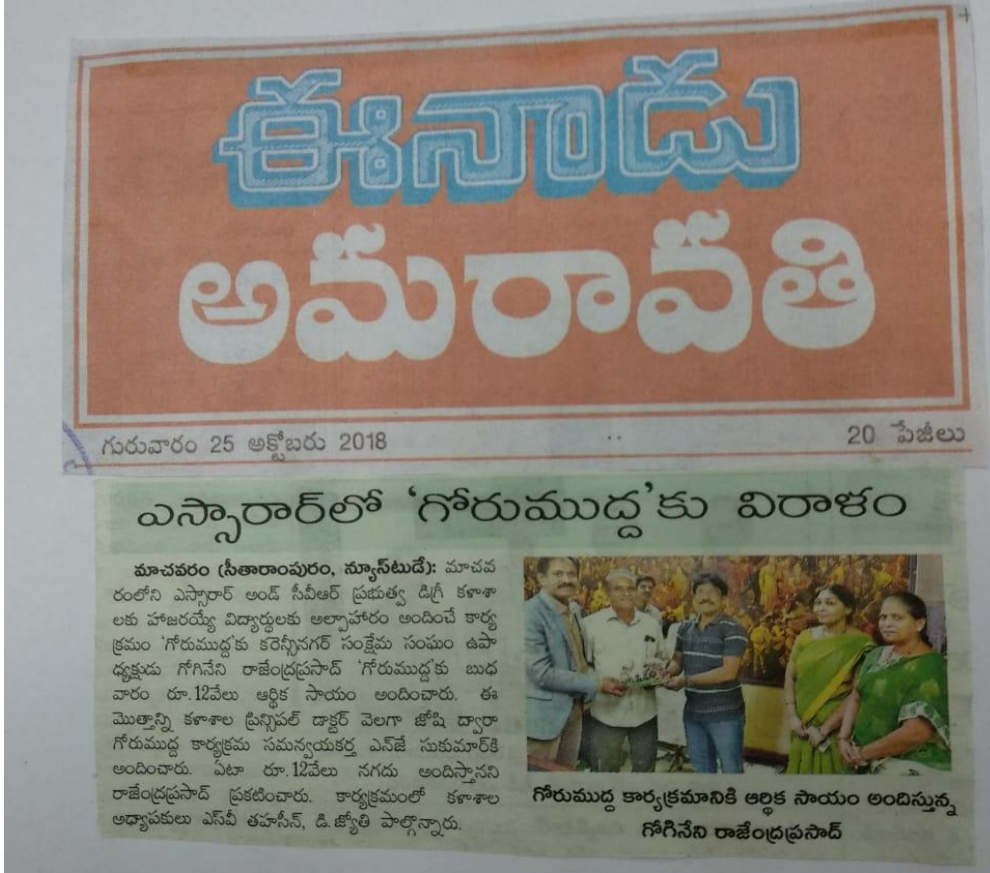 ఈనాడు
అమరావతి
గురువారం 25 అక్టోబరు 2018
20 పేజీలు
ఎస్సారార్‌లో ‘గోరుముద్ద’కు విరాళం
మాచవరం (సీతారాంపురం, న్యూస్‌టుడే): మాచవ
రంలోని ఎస్సారార్ అండ్ సీవీఆర్ ప్రభుత్వ డిగ్రీ కళాశా
లకు హాజరయ్యే విద్యార్థులకు అల్పాహారం అందించే కార్య
క్రమం ‘గోరుముద్ద’కు కరెన్సీనగర్ సంక్షేమ సంఘం ఉపా
ధ్యక్షుడు గోగినేని రాజేంద్రప్రసాద్ ‘గోరుముద్ద’కు బుధ
వారం రూ.12వేలు ఆర్థిక సాయం అందించారు. ఈ
మొత్తాన్ని కళాశాల ప్రిన్సిపల్ డాక్టర్ వెలగా జోషి ద్వారా
గోరుముద్ద కార్యక్రమ సమన్వయకర్త ఎన్‌జే సుకుమార్‌కి
అందించారు. ఏటా రూ.12వేలు నగదు అందిస్తానని
రాజేంద్రప్రసాద్ ప్రకటించారు. కార్యక్రమంలో కళాశాల
అధ్యాపకులు ఎస్‌వీ తహసీన్, డి.జ్యోతి పాల్గొన్నారు.
గోరుముద్ద కార్యక్రమానికి ఆర్థిక సాయం అందిస్తున్న
గోగినేని రాజేంద్రప్రసాద్